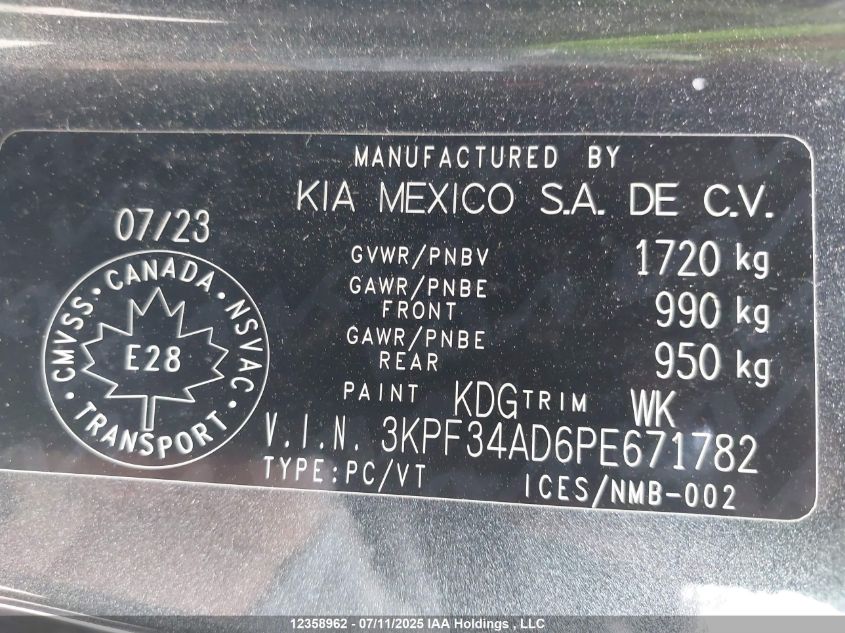 MANUFACTURED BY
KIA MEXICO S.A. DE C.V.
07/23
GVWR/PNBV 1720 kg
GAWR/PNBE
FRONT 990 kg
GAWR/PNBE
REAR 950 kg
PAINT KDG TRIM WK
V.I.N. 3KPF34AD6PE671782
TYPE:PC/VT ICES/NMB-002
CMVSS • CANADA • NSVAC • TRANSPORT •
E28
12358962 - 07/11/2025 IAA Holdings , LLC